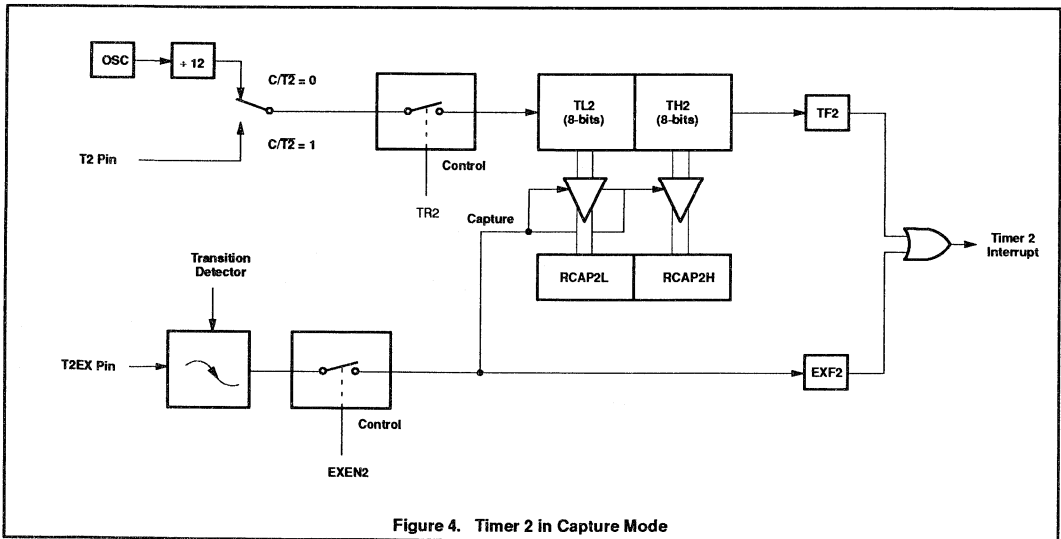 OSC
÷ 12
C/T2̅ = 0
C/T2̅ = 1
T2 Pin
Control
TR2
TL2
(8-bits)
TH2
(8-bits)
TF2
Capture
RCAP2L
RCAP2H
Timer 2
Interrupt
Transition
Detector
T2EX Pin
Control
EXEN2
EXF2
Figure 4. Timer 2 in Capture Mode